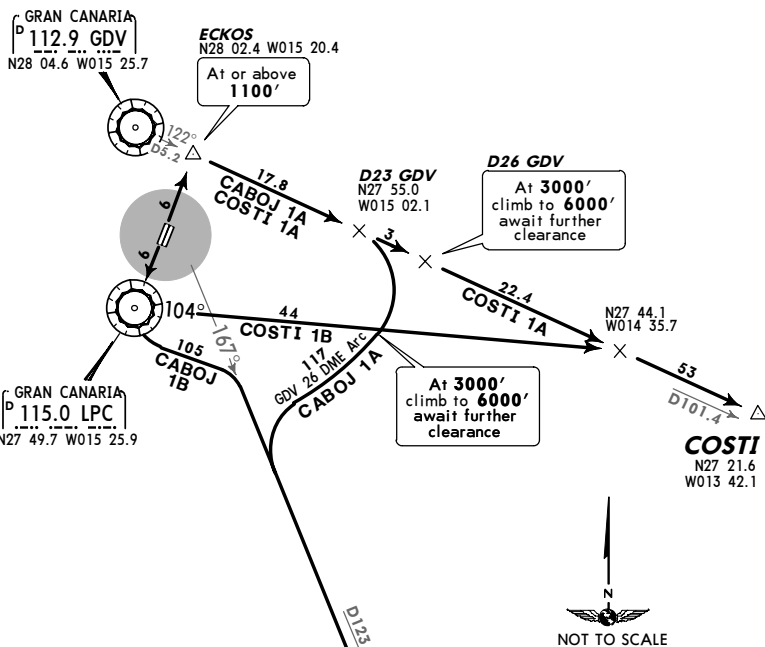 GRAN CANARIA
D 112.9 GDV
N28 04.6 W015 25.7
ECKOS
N28 02.4 W015 20.4
At or above
1100'
122°
D5.2
17.8
CABOJ 1A
COSTI 1A
D23 GDV
N27 55.0
W015 02.1
3
D26 GDV
At 3000'
climb to 6000'
await further
clearance
22.4
COSTI 1A
N27 44.1
W014 35.7
9
9
104°
44
COSTI 1B
167°
105
CABOJ
1B
117
GDV 26 DME Arc
CABOJ 1A
At 3000'
climb to 6000'
await further
clearance
53
D101.4
COSTI
N27 21.6
W013 42.1
GRAN CANARIA
D 115.0 LPC
N27 49.7 W015 25.9
D123
N
NOT TO SCALE